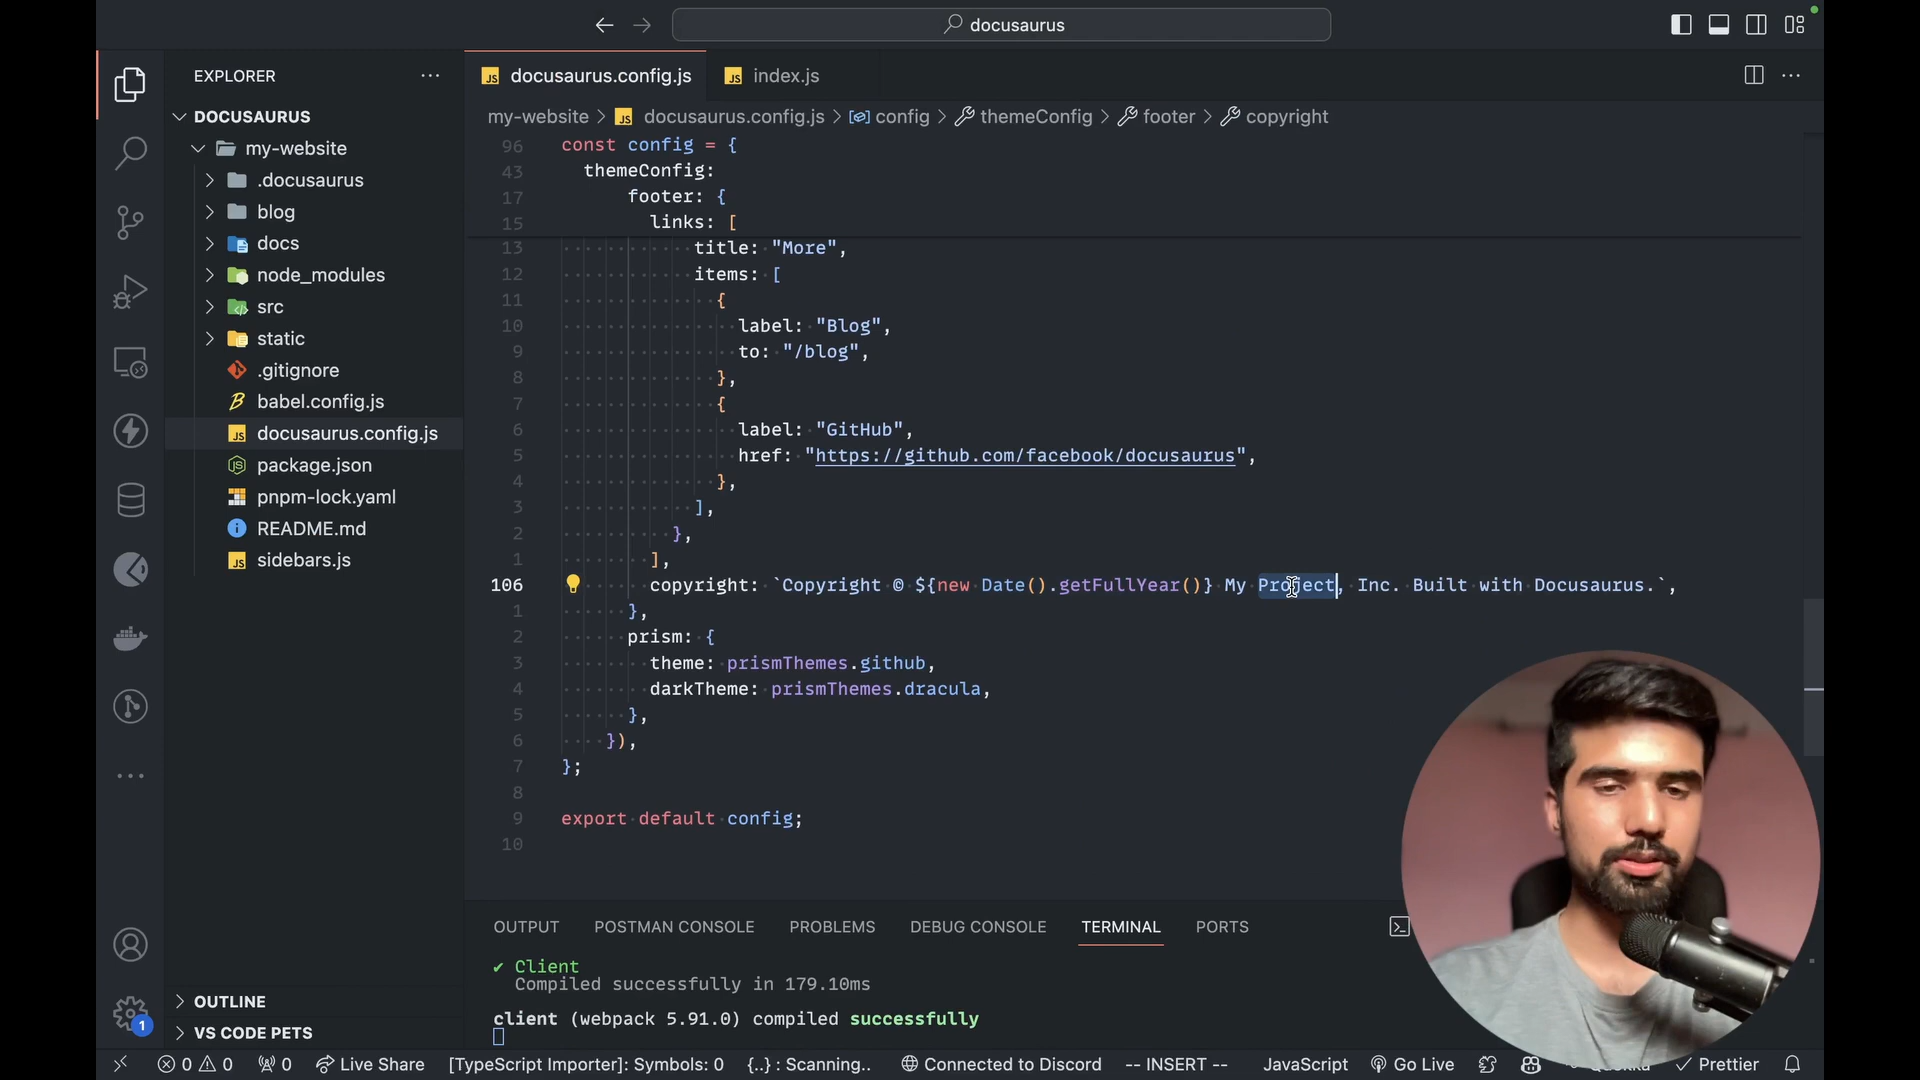 docusaurus
EXPLORER
docusaurus.config.js
index.js
DOCUSAURUS
my-website > docusaurus.config.js > config > themeConfig > footer > copyright
my-website
.docusaurus
blog
docs
node_modules
src
static
.gitignore
babel.config.js
docusaurus.config.js
package.json
pnpm-lock.yaml
README.md
sidebars.js
OUTLINE
VS CODE PETS
96 const config = {
43 themeConfig:
17 footer: {
15 links: [
13 title: "More",
12 items: [
11 {
10 label: "Blog",
9 to: "/blog",
8 },
7 {
6 label: "GitHub",
5 href: "https://github.com/facebook/docusaurus",
4 },
3 ],
2 },
1 ],
106 copyright: `Copyright © ${new Date().getFullYear()} My Project, Inc. Built with Docusaurus.`,
1 },
2 prism: {
3 theme: prismThemes.github,
4 darkTheme: prismThemes.dracula,
5 },
6 }),
7 };
8
9 export default config;
10
OUTPUT POSTMAN CONSOLE PROBLEMS DEBUG CONSOLE TERMINAL PORTS
✔ Client
Compiled successfully in 179.10ms
client (webpack 5.91.0) compiled successfully
1
0 0 0 Live Share [TypeScript Importer]: Symbols: 0 {..} : Scanning.. Connected to Discord -- INSERT -- JavaScript Go Live Prettier